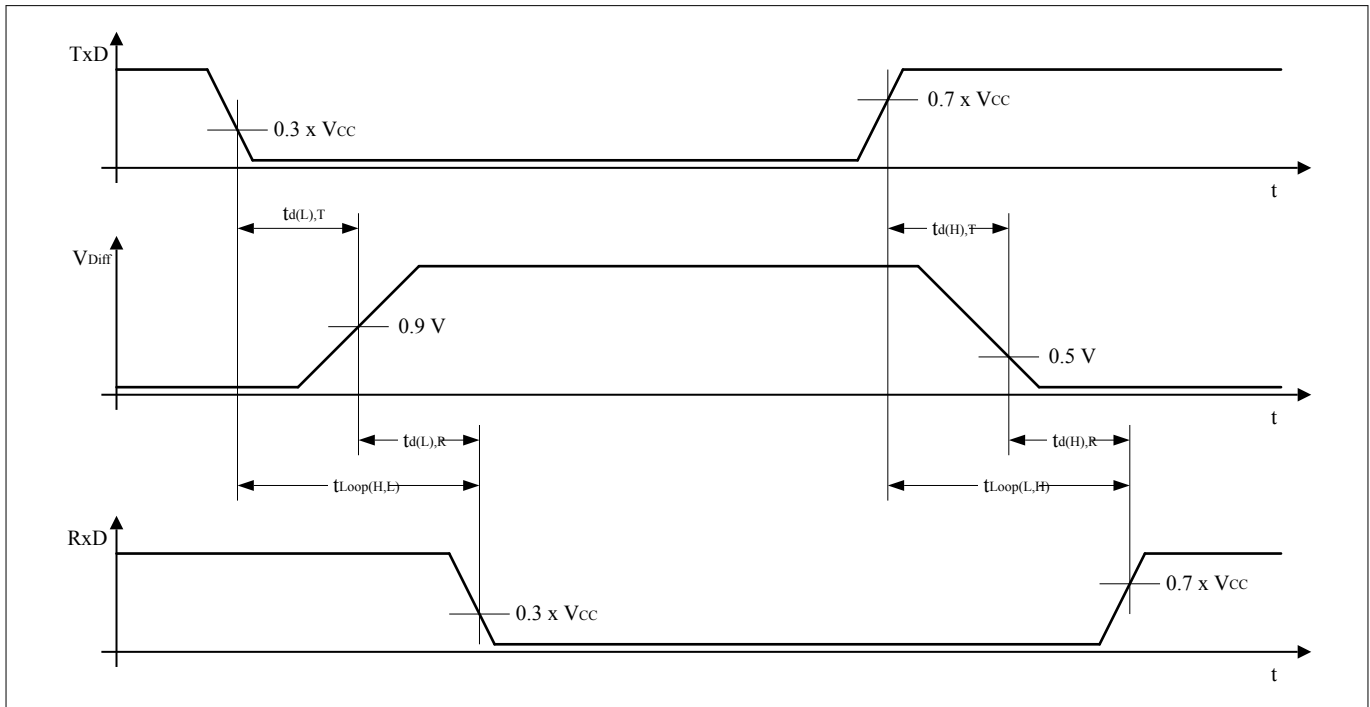 TxD
0.3 x VCC
0.7 x VCC
t
td(L),T
td(H),T
VDiff
0.9 V
0.5 V
t
td(L),R
td(H),R
tLoop(H,L)
tLoop(L,H)
RxD
0.3 x VCC
0.7 x VCC
t